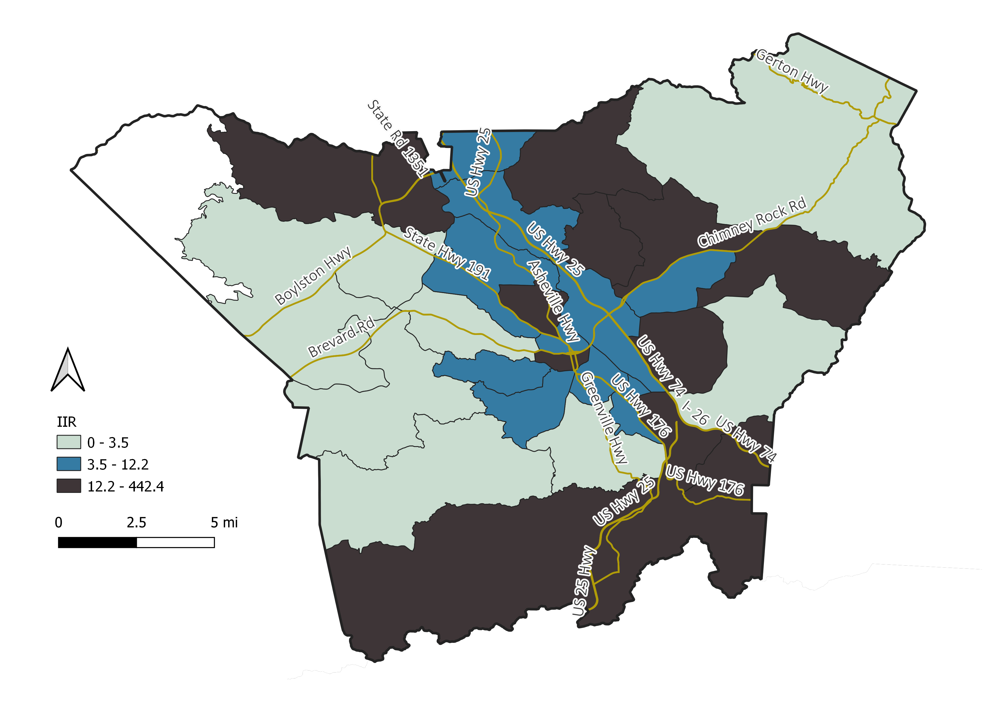 Gerton Hwy
State Rd 1351
US Hwy 25
Chimney Rock Rd
US Hwy 25
State Hwy 191
Boylston Hwy
Asheville Hwy
Brevard Rd
US Hwy 74
Greenville Hwy
US Hwy 176
I- 26
US Hwy 74
US Hwy 176
US Hwy 25
US 25 Hwy
IIR
0 - 3.5
3.5 - 12.2
12.2 - 442.4
0 2.5 5 mi